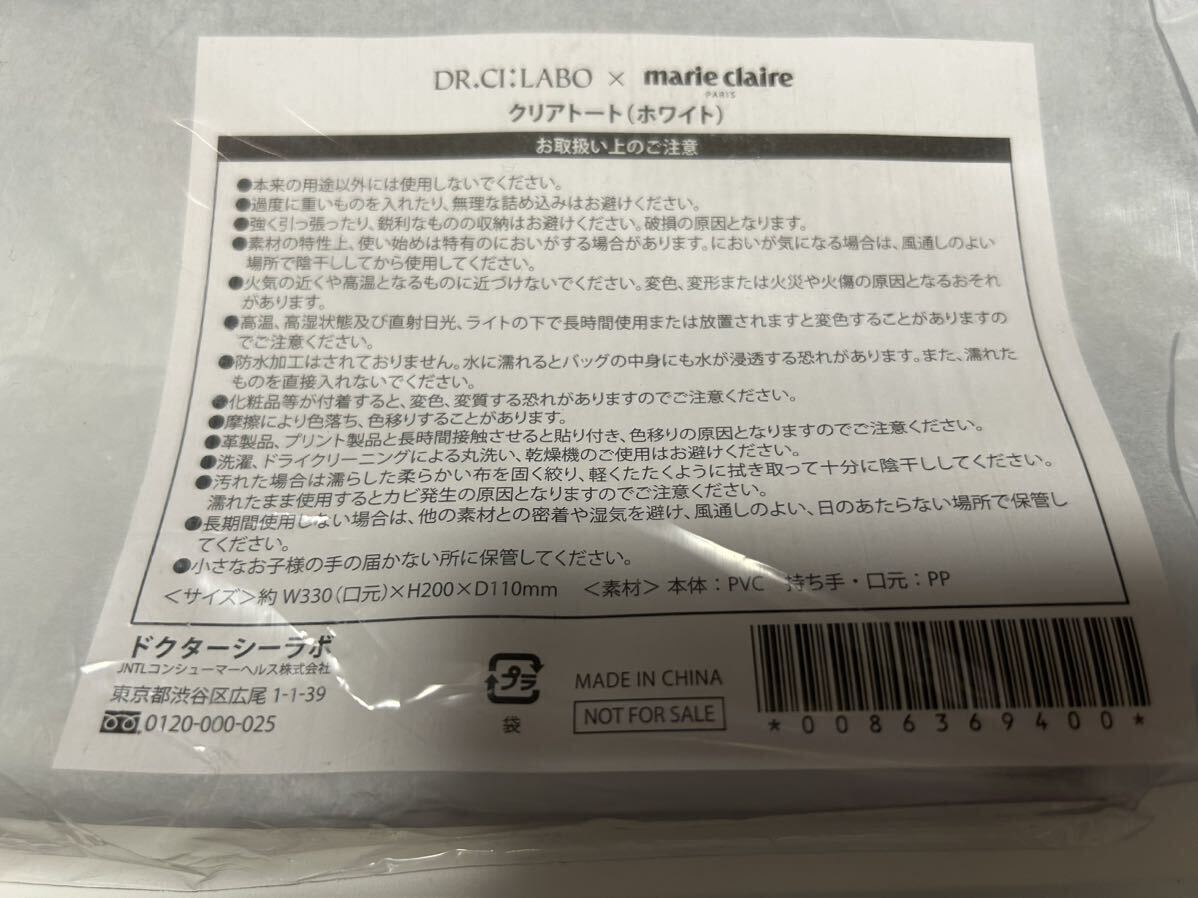 DR.CI:LABO × marie claire
PARIS
クリアトート(ホワイト)
お取扱い上のご注意
●本来の用途以外には使用しないでください。
●過度に重いものを入れたり、無理な詰め込みはお避けください。
●強く引っ張ったり、鋭利なものの収納はお避けください。破損の原因となります。
●素材の特性上、使い始めは特有のにおいがする場合があります。においが気になる場合は、風通しのよい
場所で陰干ししてから使用してください。
●火気の近くや高温となるものに近づけないでください。変色、変形または火災や火傷の原因となるおそれ
があります。
●高温、高湿状態及び直射日光、ライトの下で長時間使用または放置されますと変色することがありますの
でご注意ください。
●防水加工はされておりません。水に濡れるとバッグの中身にも水が浸透する恐れがあります。また、濡れた
ものを直接入れないでください。
●化粧品等が付着すると、変色、変質する恐れがありますのでご注意ください。
●摩擦により色落ち、色移りすることがあります。
●革製品、プリント製品と長時間接触させると貼り付き、色移りの原因となりますのでご注意ください。
●洗濯、ドライクリーニングによる丸洗い、乾燥機のご使用はお避けください。
●汚れた場合は濡らした柔らかい布を固く絞り、軽くたたくように拭き取って十分に陰干ししてください。
濡れたまま使用するとカビ発生の原因となりますのでご注意ください。
●長期間使用しない場合は、他の素材との密着や湿気を避け、風通しのよい、日のあたらない場所で保管し
てください。
●小さなお子様の手の届かない所に保管してください。
＜サイズ＞約 W330(口元)×H200×D110mm ＜素材＞本体：PVC 持ち手・口元：PP
ドクターシーラボ
JNTLコンシューマーヘルス株式会社
東京都渋谷区広尾 1-1-39
0120-000-025
プラ
袋
MADE IN CHINA
NOT FOR SALE
*0086369400*